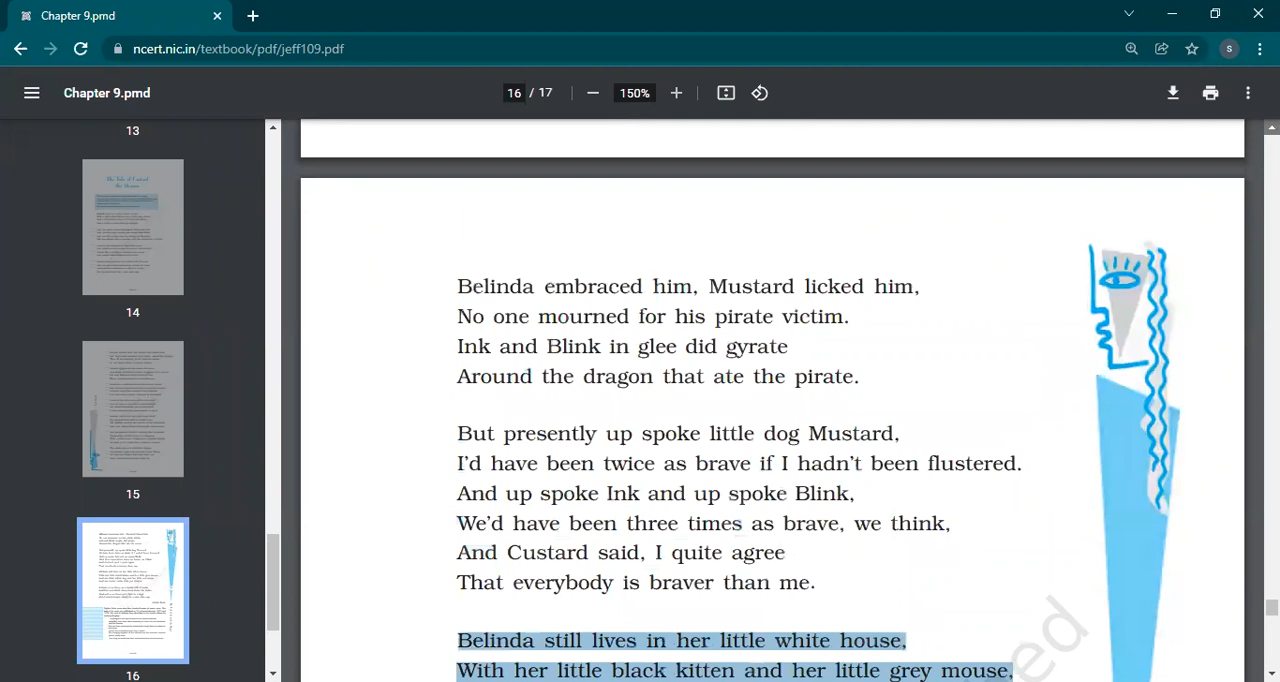 Chapter 9.pmd
ncert.nic.in/textbook/pdf/jeff109.pdf
S
Chapter 9.pmd
16 / 17
150%
13
14
15
16
Belinda embraced him, Mustard licked him,
No one mourned for his pirate victim.
Ink and Blink in glee did gyrate
Around the dragon that ate the pirate.
But presently up spoke little dog Mustard,
I'd have been twice as brave if I hadn't been flustered.
And up spoke Ink and up spoke Blink,
We'd have been three times as brave, we think,
And Custard said, I quite agree
That everybody is braver than me.
Belinda still lives in her little white house,
With her little black kitten and her little grey mouse,